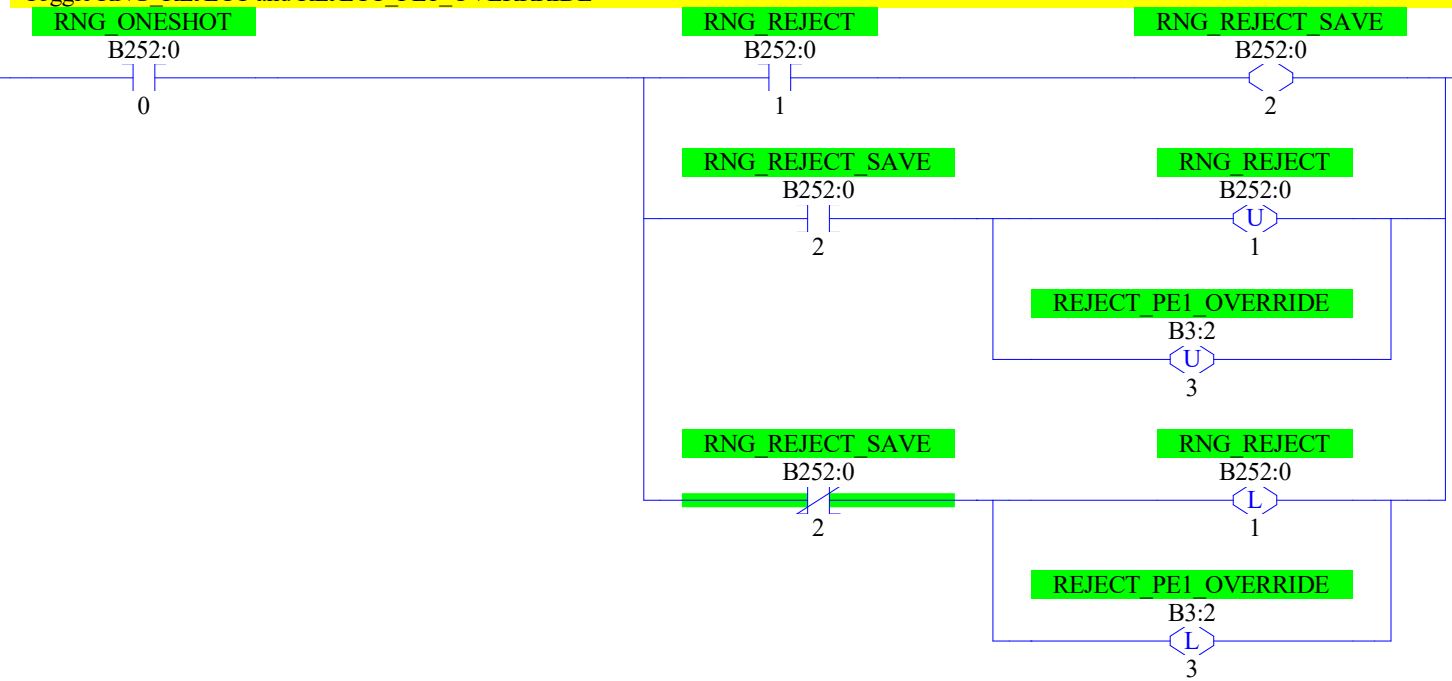 RNG_ONESHOT RNG_REJECT RNG_REJECT_SAVE
B252:0 B252:0 B252:0
0 1 2
RNG_REJECT_SAVE RNG_REJECT
B252:0 B252:0
U
2 1
REJECT_PE1_OVERRIDE
B3:2
U
3
RNG_REJECT_SAVE RNG_REJECT
B252:0 B252:0
L
2 1
REJECT_PE1_OVERRIDE
B3:2
L
3